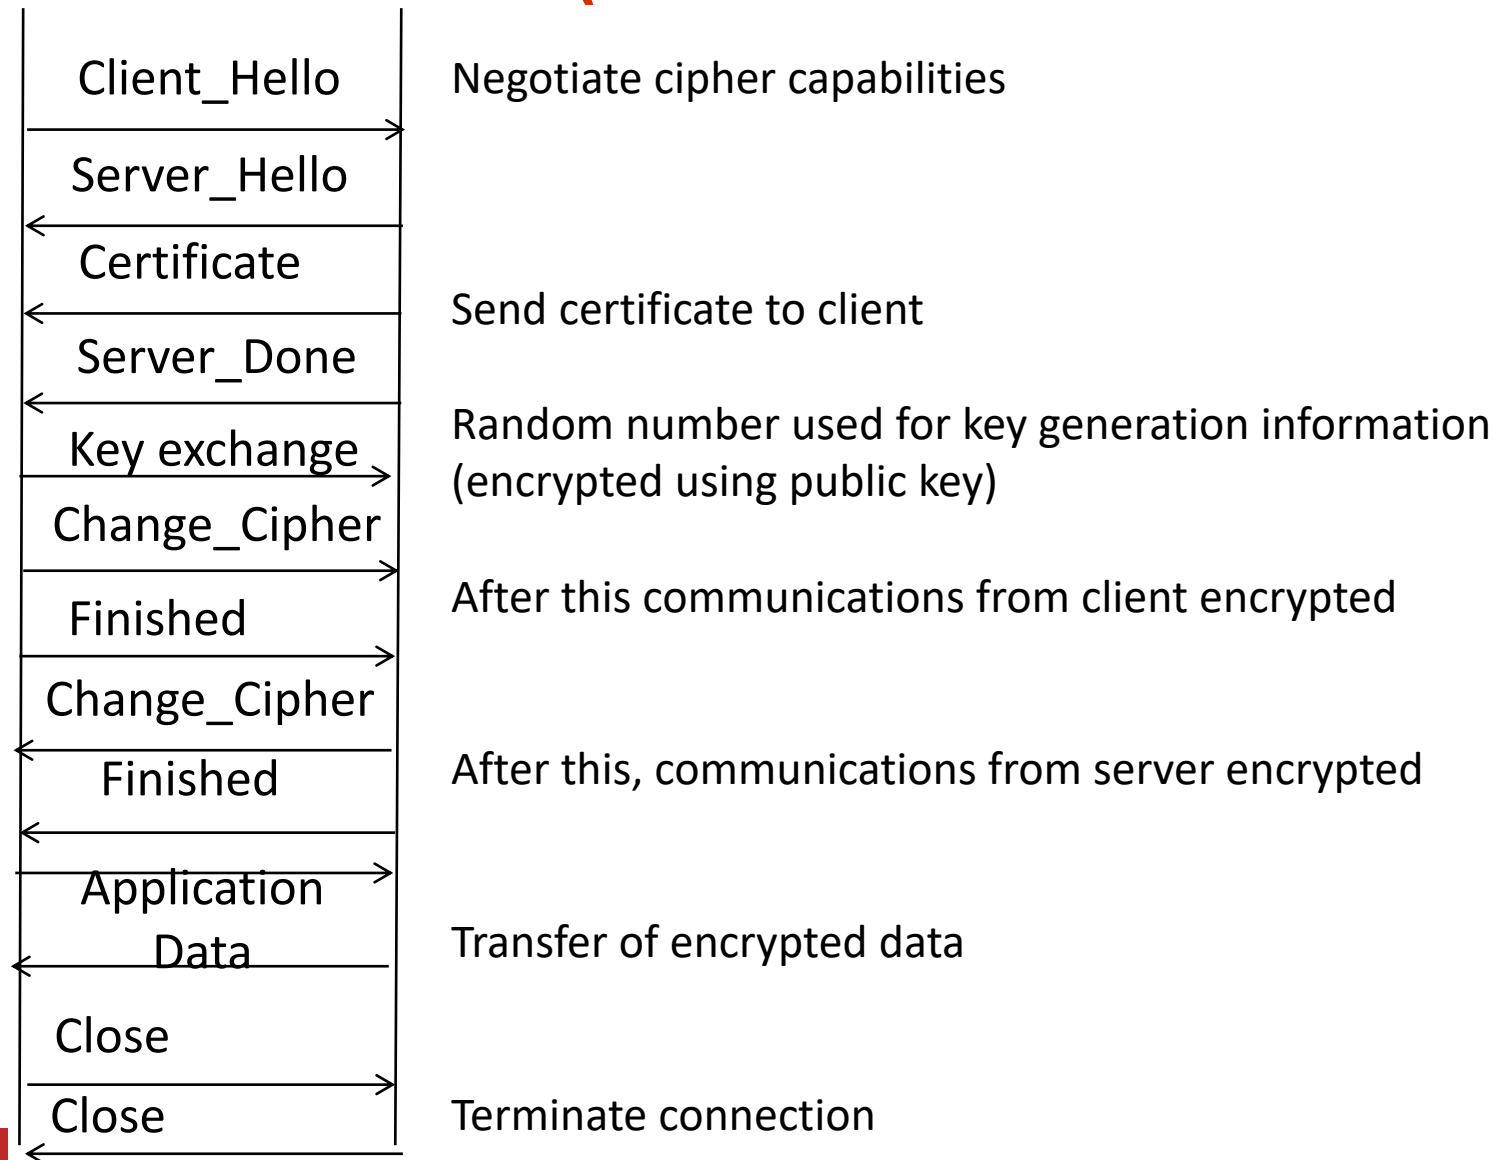 Client_Hello
Negotiate cipher capabilities
Server_Hello
Certificate
Send certificate to client
Server_Done
Random number used for key generation information
(encrypted using public key)
Key exchange
Change_Cipher
After this communications from client encrypted
Finished
Change_Cipher
After this, communications from server encrypted
Finished
Application
Data
Transfer of encrypted data
Close
Close
Terminate connection